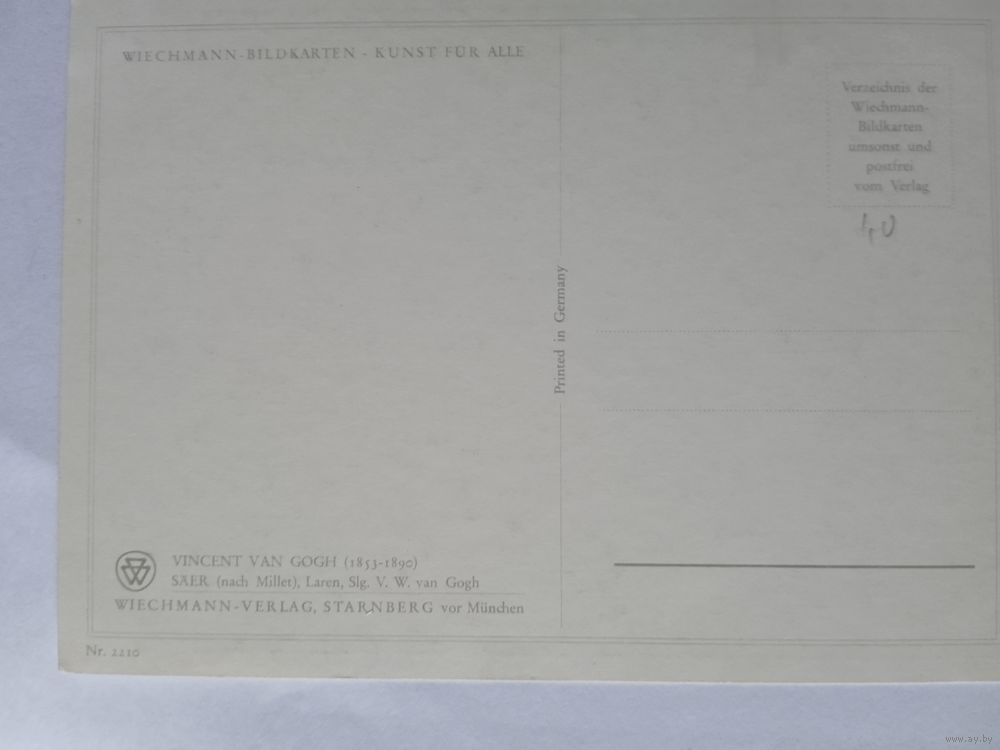 WIECHMANN-BILDKARTEN - KUNST FÜR ALLE
Verzeichnis der
Wiechmann-
Bildkarten
umsonst und
postfrei
vom Verlag
Printed in Germany
VINCENT VAN GOGH (1853-1890)
SÄER (nach Millet), Laren, Slg. V. W. van Gogh
WIECHMANN-VERLAG, STARNBERG vor München
Nr. 2210
www.ay.by